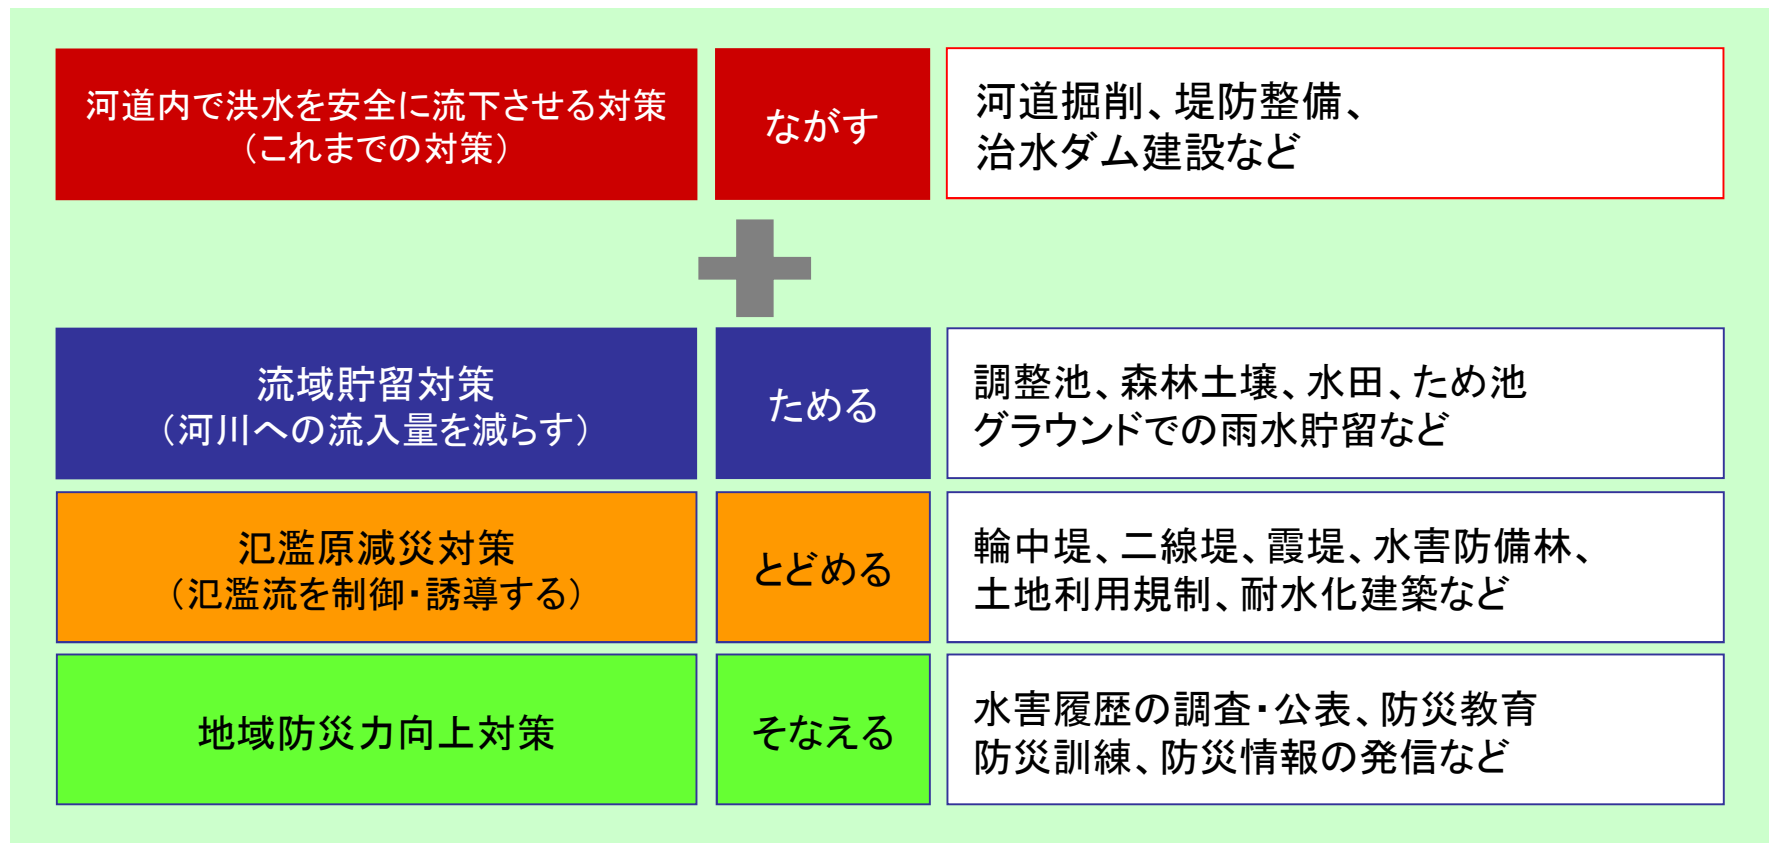 河道内で洪水を安全に流下させる対策
（これまでの対策）
ながす
河道掘削、堤防整備、
治水ダム建設など
流域貯留対策
（河川への流入量を減らす）
ためる
調整池、森林土壌、水田、ため池
グラウンドでの雨水貯留など
氾濫原減災対策
（氾濫流を制御・誘導する）
とどめる
輪中堤、二線堤、霞堤、水害防備林、
土地利用規制、耐水化建築など
地域防災力向上対策
そなえる
水害履歴の調査・公表、防災教育
防災訓練、防災情報の発信など